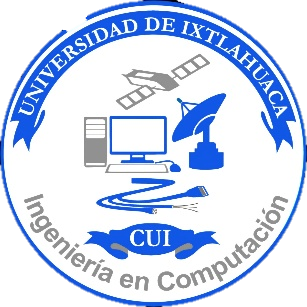 UNIVERSIDAD DE IXTLAHUACA
CUI
Ingeniería en Computación